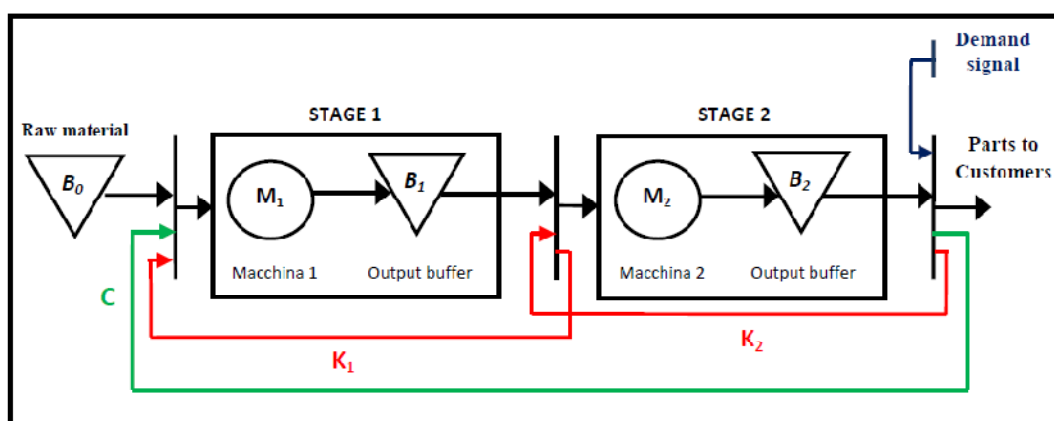 Demand
signal
STAGE 1
STAGE 2
Raw material
Parts to
Customers
B0
M1
B1
M2
B2
Macchina 1
Output buffer
Macchina 2
Output buffer
C
K1
K2